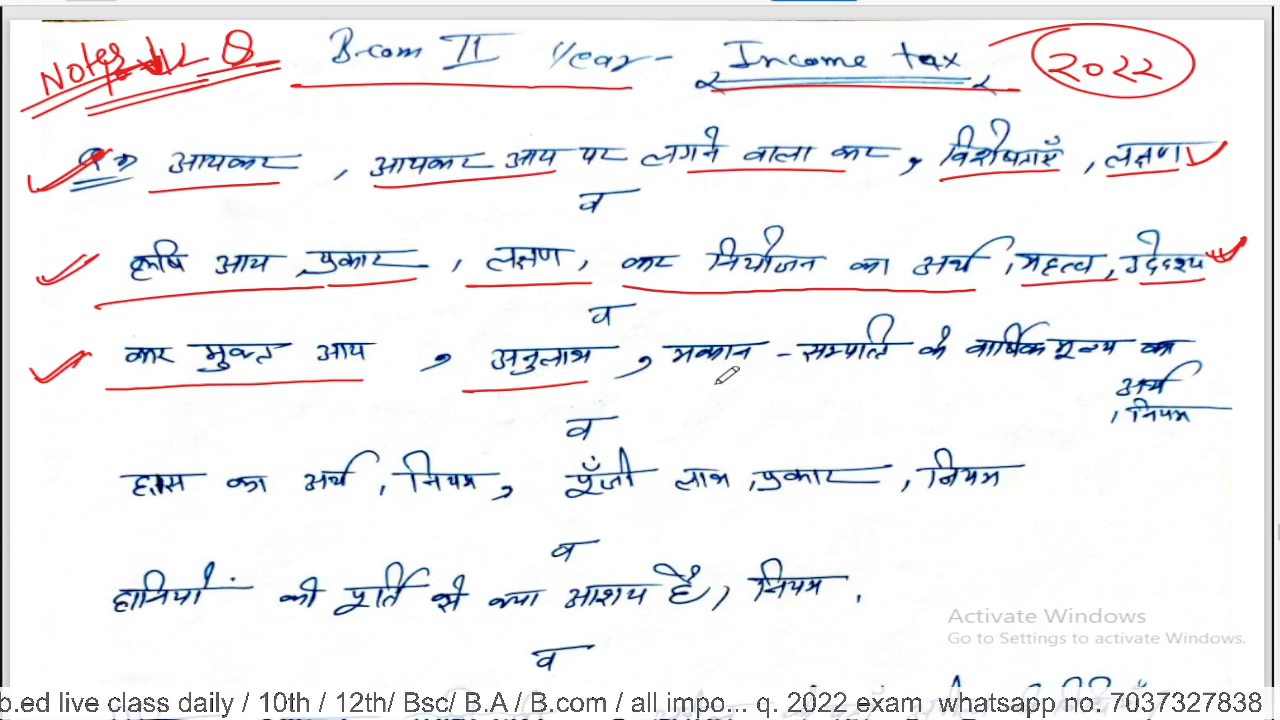 Notes B.com II Year - Income tax 2022
आयकर, आयकर आय पर लगने वाला कर, विशेषताएँ, लक्षण
व
कृषि आय प्रकार, लक्षण, कर नियोजन का अर्थ, महत्व, उद्देश्य
व
कर मुक्त आय, अनुलाभ, मकान - सम्पत्ति के वार्षिक मूल्य का
अर्थ
, नियम
व
ह्रास का अर्थ, नियम, पूँजी लाभ, प्रकार, नियम
व
हानियों की पूर्ति से क्या आशय है, नियम,
Activate Windows
Go to Settings to activate Windows.
व
b.ed live class daily / 10th / 12th/ Bsc/ B.A / B.com / all impo... q. 2022 exam whatsapp no. 7037327838